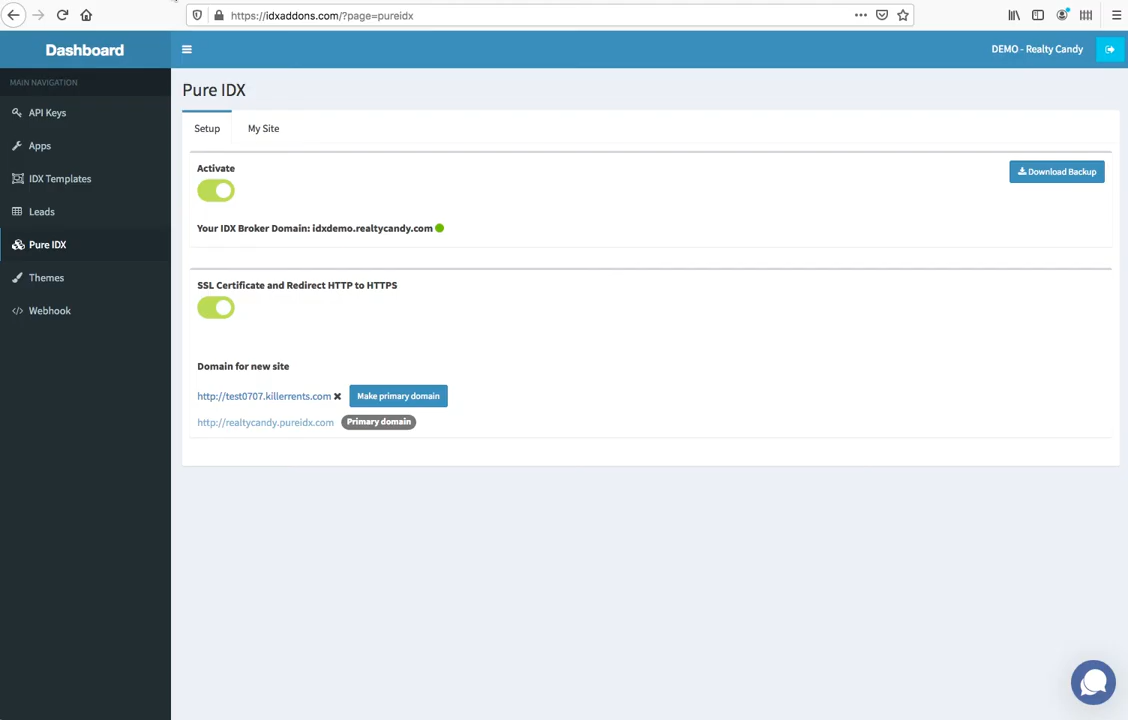 https://idxaddons.com/?page=pureidx
Dashboard
DEMO - Realty Candy
MAIN NAVIGATION
API Keys
Apps
IDX Templates
Leads
Pure IDX
Themes
Webhook
Pure IDX
Setup My Site
Activate
Download Backup
Your IDX Broker Domain: idxdemo.realtycandy.com
SSL Certificate and Redirect HTTP to HTTPS
Domain for new site
http://test0707.killerrents.com Make primary domain
http://realtycandy.pureidx.com Primary domain